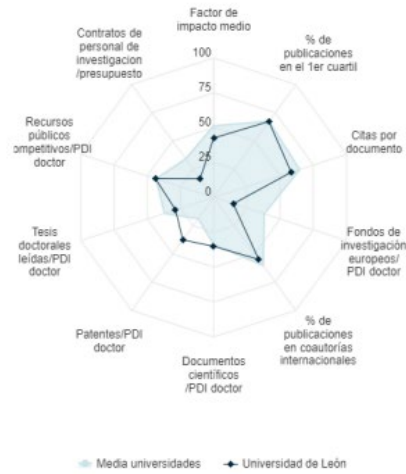 Factor de
impacto medio
% de
publicaciones
en el 1er cuartil
Citas por
documento
Fondos de
investigación
europeos/
PDI doctor
% de
publicaciones
en coautorías
internacionales
Documentos
científicos
/PDI doctor
Patentes/PDI
doctor
Tesis
doctorales
leídas/PDI
doctor
Recursos
públicos
ompetitivos/PDI
doctor
Contratos de
personal de
investigacion
/presupuesto
100
75
50
25
0
Media universidades
Universidad de León